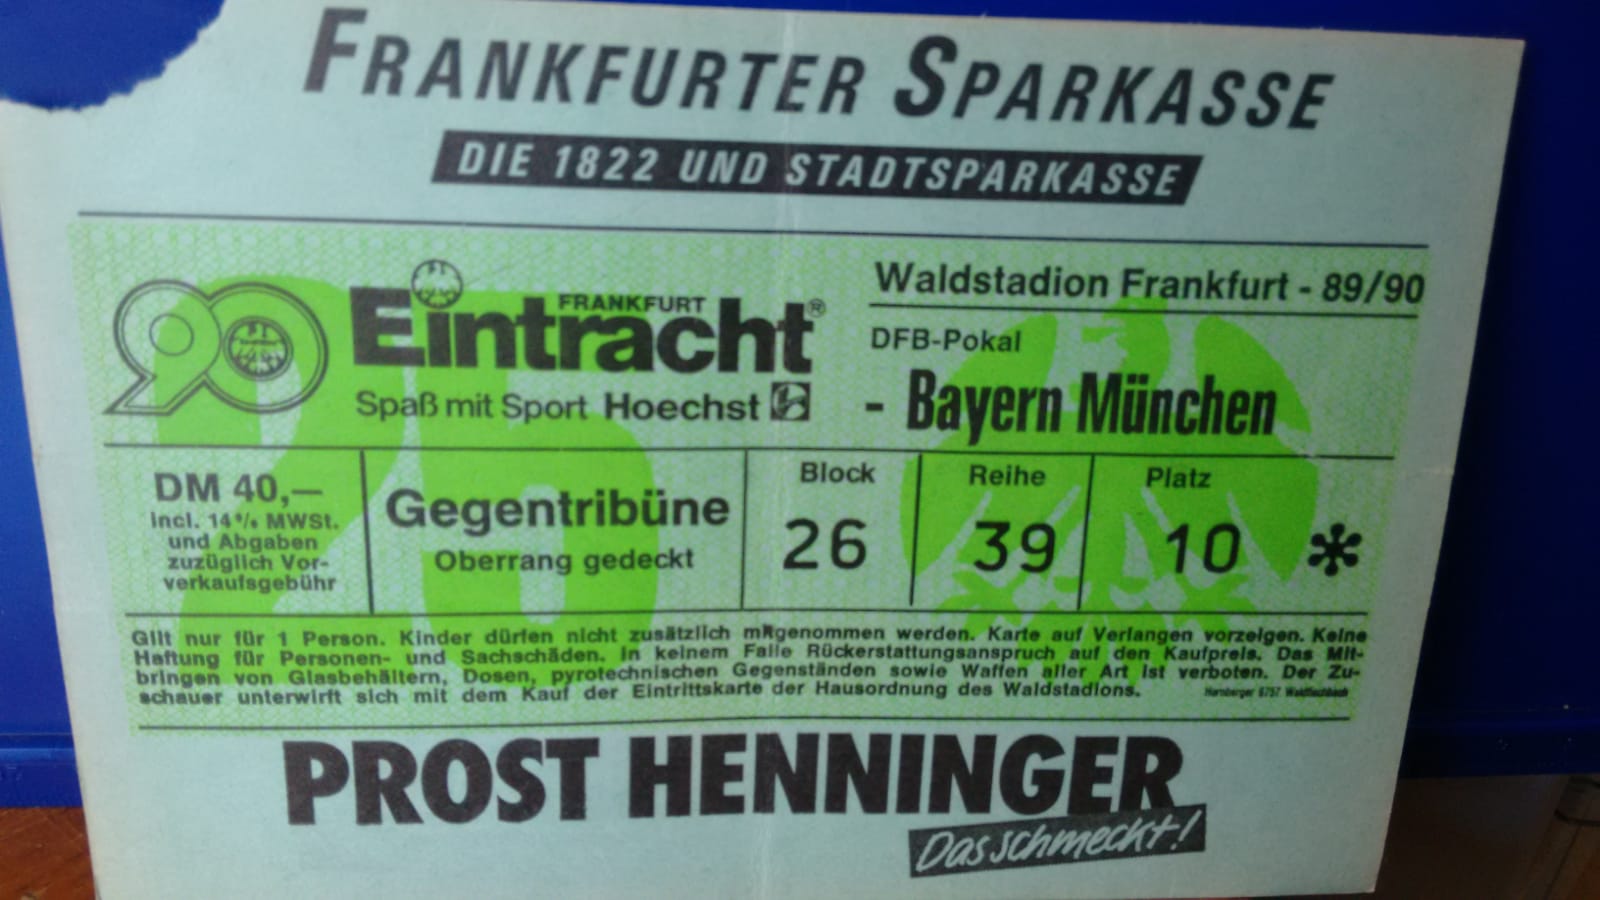 FRANKFURTER SPARKASSE
DIE 1822 UND STADTSPARKASSE
90
FRANKFURT
Eintracht®
Spaß mit Sport Hoechst
Waldstadion Frankfurt - 89/90
DFB-Pokal
- Bayern München
DM 40,—
incl. 14% MWSt.
und Abgaben
zuzüglich Vor-
verkaufsgebühr
Gegentribüne
Oberrang gedeckt
Block
26
Reihe
39
Platz
10 *
Gilt nur für 1 Person. Kinder dürfen nicht zusätzlich mitgenommen werden. Karte auf Verlangen vorzeigen. Keine
Haftung für Personen- und Sachschäden. In keinem Falle Rückerstattungsanspruch auf den Kaufpreis. Das Mit-
bringen von Glasbehältern, Dosen, pyrotechnischen Gegenständen sowie Waffen aller Art ist verboten. Der Zu-
schauer unterwirft sich mit dem Kauf der Eintrittskarte der Hausordnung des Waldstadions.
PROST HENNINGER
Das schmeckt!